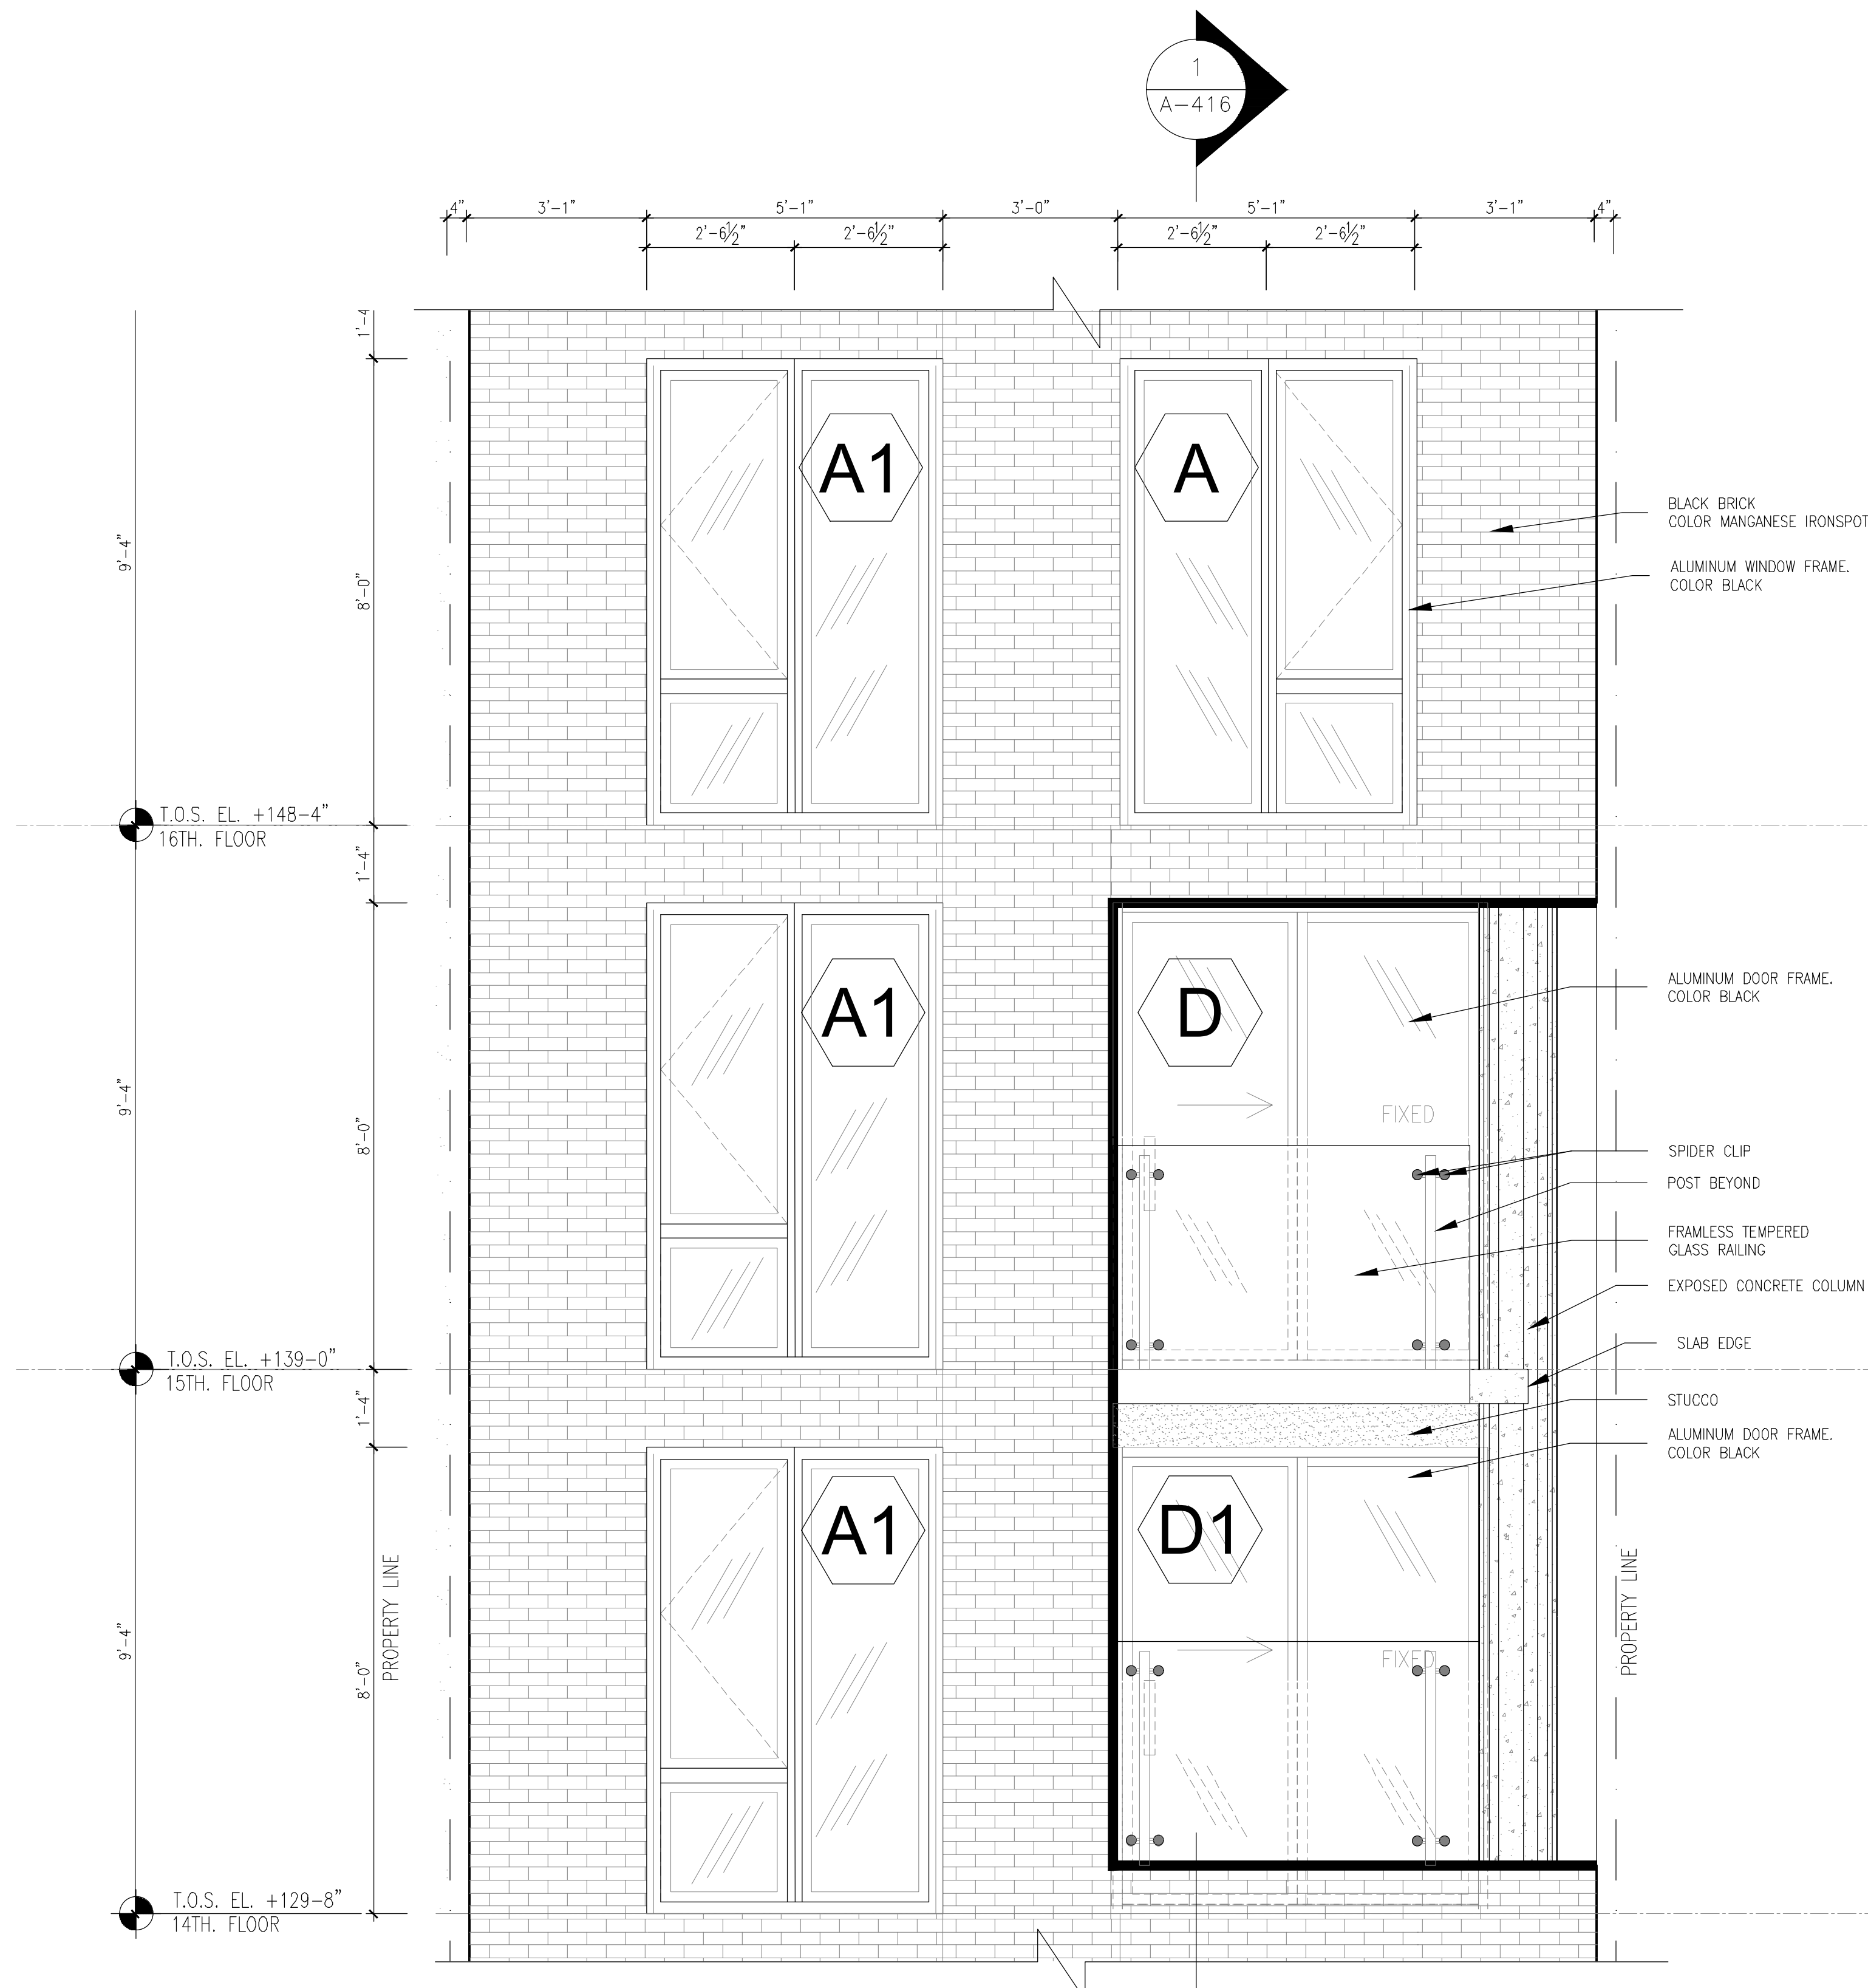 1
A-416
4"
3'-1"
5'-1"
3'-0"
5'-1"
3'-1"
4"
2'-6½"
2'-6½"
2'-6½"
2'-6½"
1'-4
9'-4"
8'-0"
A1
A
BLACK BRICK
COLOR MANGANESE IRONSPOT
ALUMINUM WINDOW FRAME.
COLOR BLACK
T.O.S. EL. +148-4"
16TH. FLOOR
1'-4"
9'-4"
8'-0"
A1
D
FIXED
ALUMINUM DOOR FRAME.
COLOR BLACK
SPIDER CLIP
POST BEYOND
FRAMLESS TEMPERED
GLASS RAILING
EXPOSED CONCRETE COLUMN
SLAB EDGE
T.O.S. EL. +139-0"
15TH. FLOOR
1'-4"
STUCCO
ALUMINUM DOOR FRAME.
COLOR BLACK
9'-4"
8'-0"
PROPERTY LINE
A1
D1
FIXED
PROPERTY LINE
T.O.S. EL. +129-8"
14TH. FLOOR